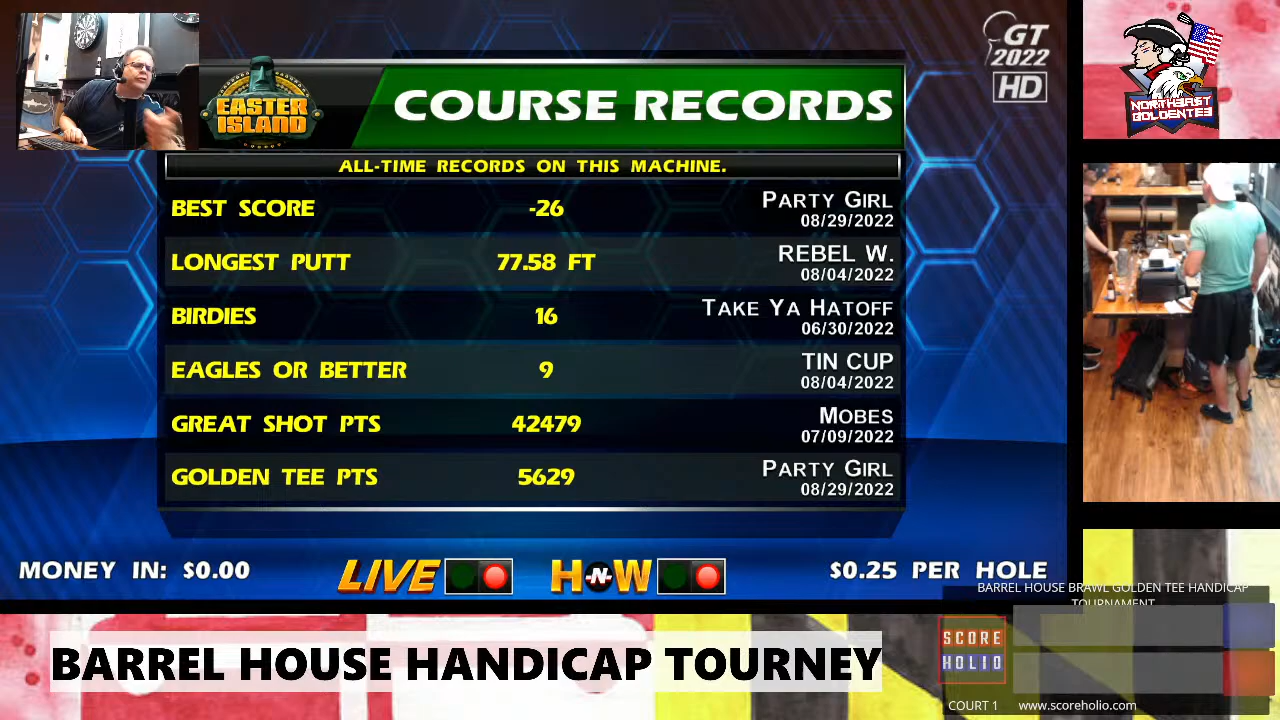 GT
2022
HD
NORTHEAST
GOLDENTEE
EASTER
ISLAND
COURSE RECORDS
ALL-TIME RECORDS ON THIS MACHINE.
BEST SCORE -26 PARTY GIRL
08/29/2022
LONGEST PUTT 77.58 FT REBEL W.
08/04/2022
BIRDIES 16 TAKE YA HATOFF
06/30/2022
EAGLES OR BETTER 9 TIN CUP
08/04/2022
GREAT SHOT PTS 42479 MOBES
07/09/2022
GOLDEN TEE PTS 5629 PARTY GIRL
08/29/2022
MONEY IN: $0.00 LIVE H-N-W $0.25 PER HOLE
BARREL HOUSE BRAWL GOLDEN TEE HANDICAP
TOURNAMENT
BARREL HOUSE HANDICAP TOURNEY
SCORE
HOLIO
COURT 1 www.scoreholio.com